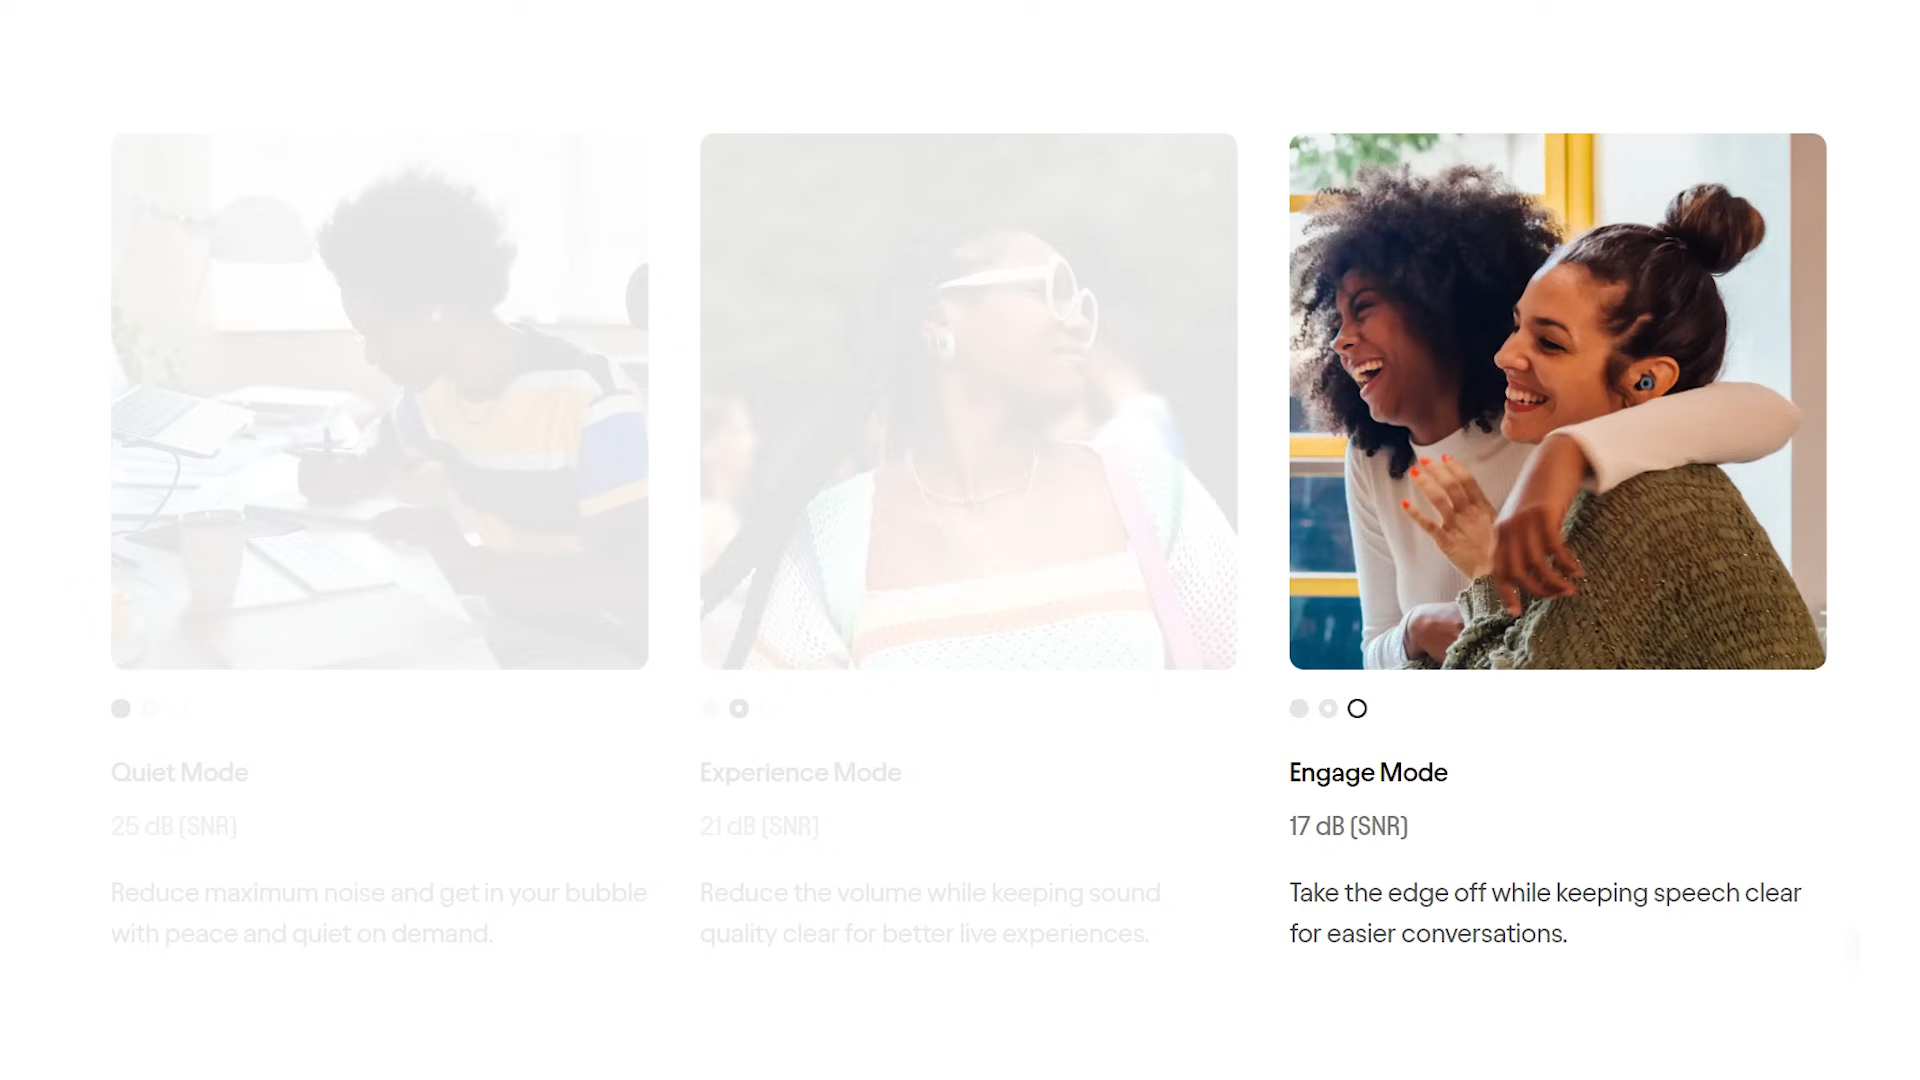 Quiet Mode
25 dB (SNR)
Reduce maximum noise and get in your bubble
with peace and quiet on demand.
Experience Mode
21 dB (SNR)
Reduce the volume while keeping sound
quality clear for better live experiences.
Engage Mode
17 dB (SNR)
Take the edge off while keeping speech clear
for easier conversations.